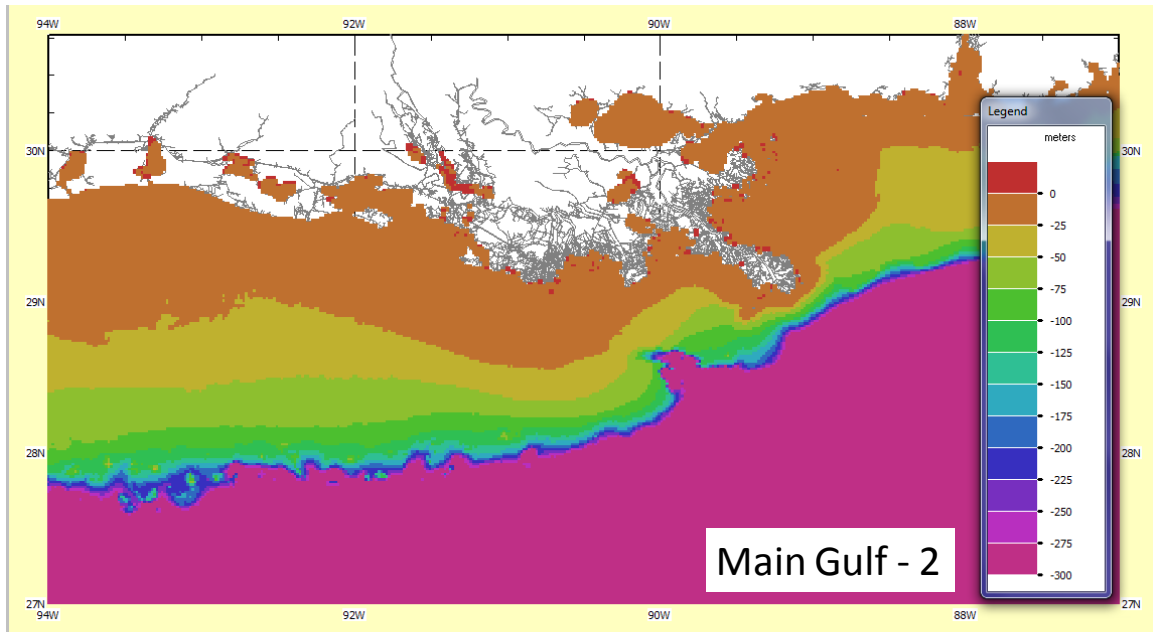 94W 92W 90W 88W
Legend
meters
30N 30N 30N
0
-25
-50
-75
29N 29N
-100
-125
-150
-175
28N 28N
-200
-225
-250
-275
Main Gulf - 2
-300
27N 27N
94W 92W 90W 88W